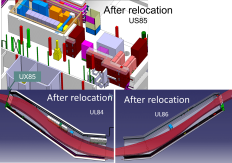 After relocation
US85
UX85
After relocation
UL84
After relocation
UL86